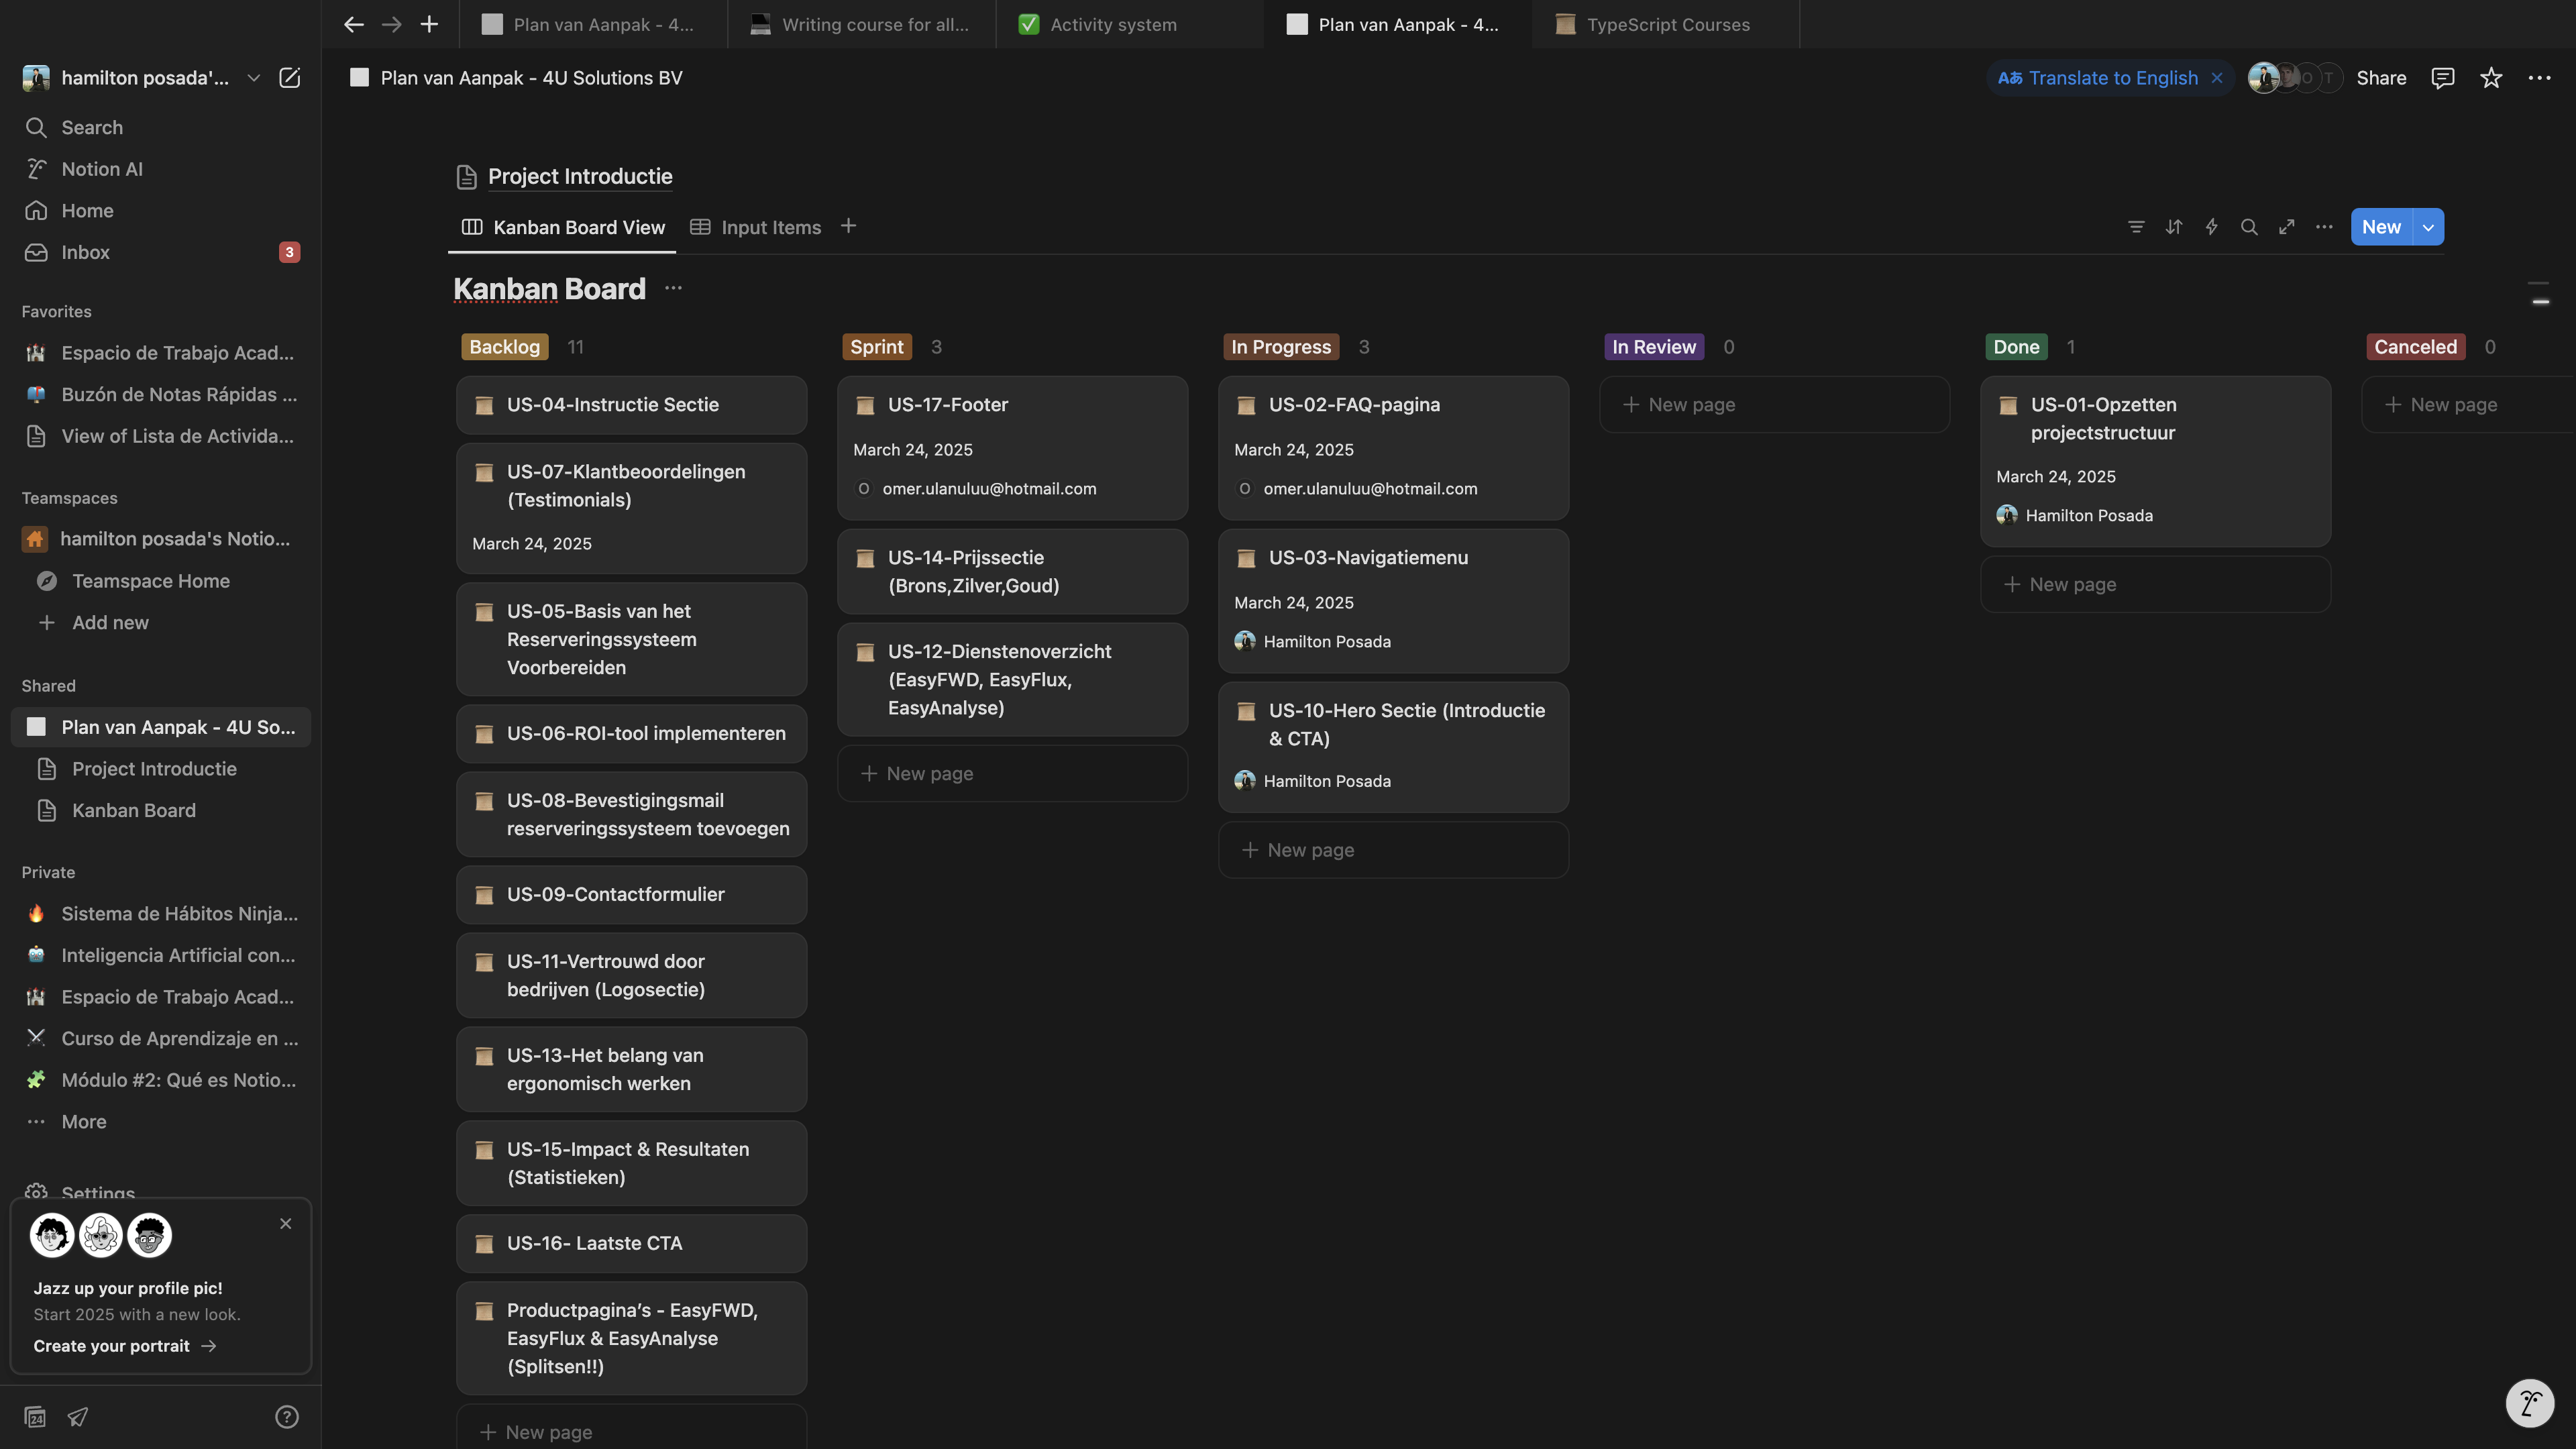 Plan van Aanpak - 4...
Writing course for all...
Activity system
Plan van Aanpak - 4...
TypeScript Courses
hamilton posada'...
Search
Notion AI
Home
Inbox
3
Favorites
Espacio de Trabajo Acad...
Buzón de Notas Rápidas ...
View of Lista de Activida...
Teamspaces
hamilton posada's Notio...
Teamspace Home
Add new
Shared
Plan van Aanpak - 4U So...
Project Introductie
Kanban Board
Private
Sistema de Hábitos Ninja...
Inteligencia Artificial con...
Espacio de Trabajo Acad...
Curso de Aprendizaje en ...
Módulo #2: Qué es Notio...
More
Settings
Jazz up your profile pic!
Start 2025 with a new look.
Create your portrait →
24
Plan van Aanpak - 4U Solutions BV
Aあ Translate to English
O
T
Share
Project Introductie
Kanban Board View
Input Items
New
Kanban Board
Backlog 11
US-04-Instructie Sectie
US-07-Klantbeoordelingen
(Testimonials)
March 24, 2025
US-05-Basis van het
Reserveringssysteem
Voorbereiden
US-06-ROI-tool implementeren
US-08-Bevestigingsmail
reserveringssysteem toevoegen
US-09-Contactformulier
US-11-Vertrouwd door
bedrijven (Logosectie)
US-13-Het belang van
ergonomisch werken
US-15-Impact & Resultaten
(Statistieken)
US-16- Laatste CTA
Productpagina’s - EasyFWD,
EasyFlux & EasyAnalyse
(Splitsen!!)
New page
Sprint 3
US-17-Footer
March 24, 2025
O omer.ulanuluu@hotmail.com
US-14-Prijssectie
(Brons,Zilver,Goud)
US-12-Dienstenoverzicht
(EasyFWD, EasyFlux,
EasyAnalyse)
New page
In Progress 3
US-02-FAQ-pagina
March 24, 2025
O omer.ulanuluu@hotmail.com
US-03-Navigatiemenu
March 24, 2025
Hamilton Posada
US-10-Hero Sectie (Introductie
& CTA)
Hamilton Posada
New page
In Review 0
New page
Done 1
US-01-Opzetten
projectstructuur
March 24, 2025
Hamilton Posada
New page
Canceled 0
New page